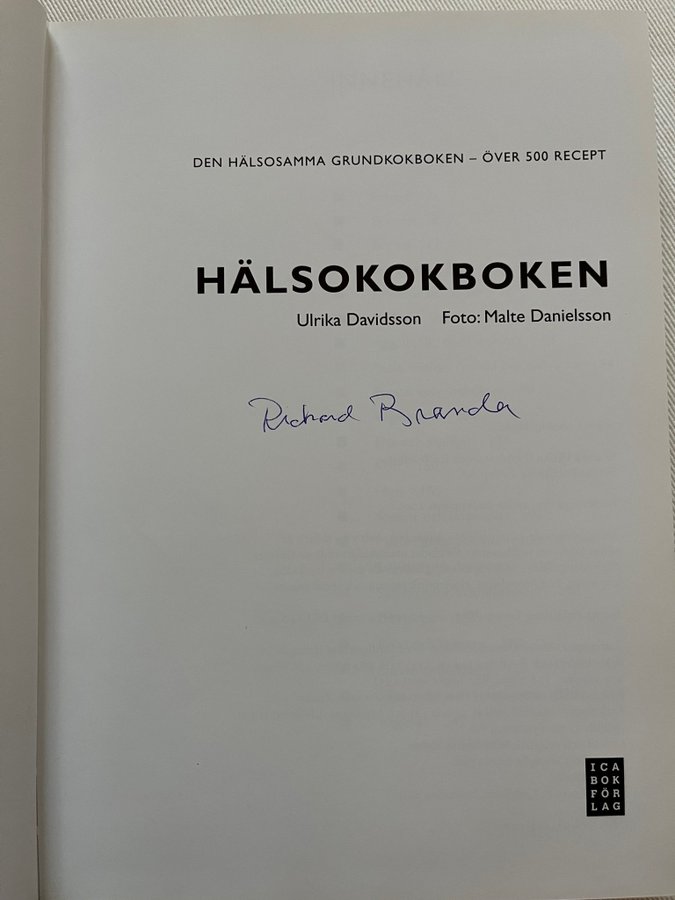 DEN HÄLSOSAMMA GRUNDKOKBOKEN – ÖVER 500 RECEPT
HÄLSOKOKBOKEN
Ulrika Davidsson Foto: Malte Danielsson
Richard Branda
ICA
BOK
FÖR
LAG